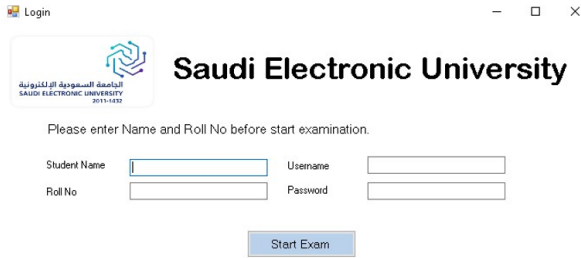 Login
الجامعة السعودية الإلكترونية
SAUDI ELECTRONIC UNIVERSITY
2011-1432
Saudi Electronic University
Please enter Name and Roll No before start examination.
Student Name
Username
Roll No
Password
Start Exam